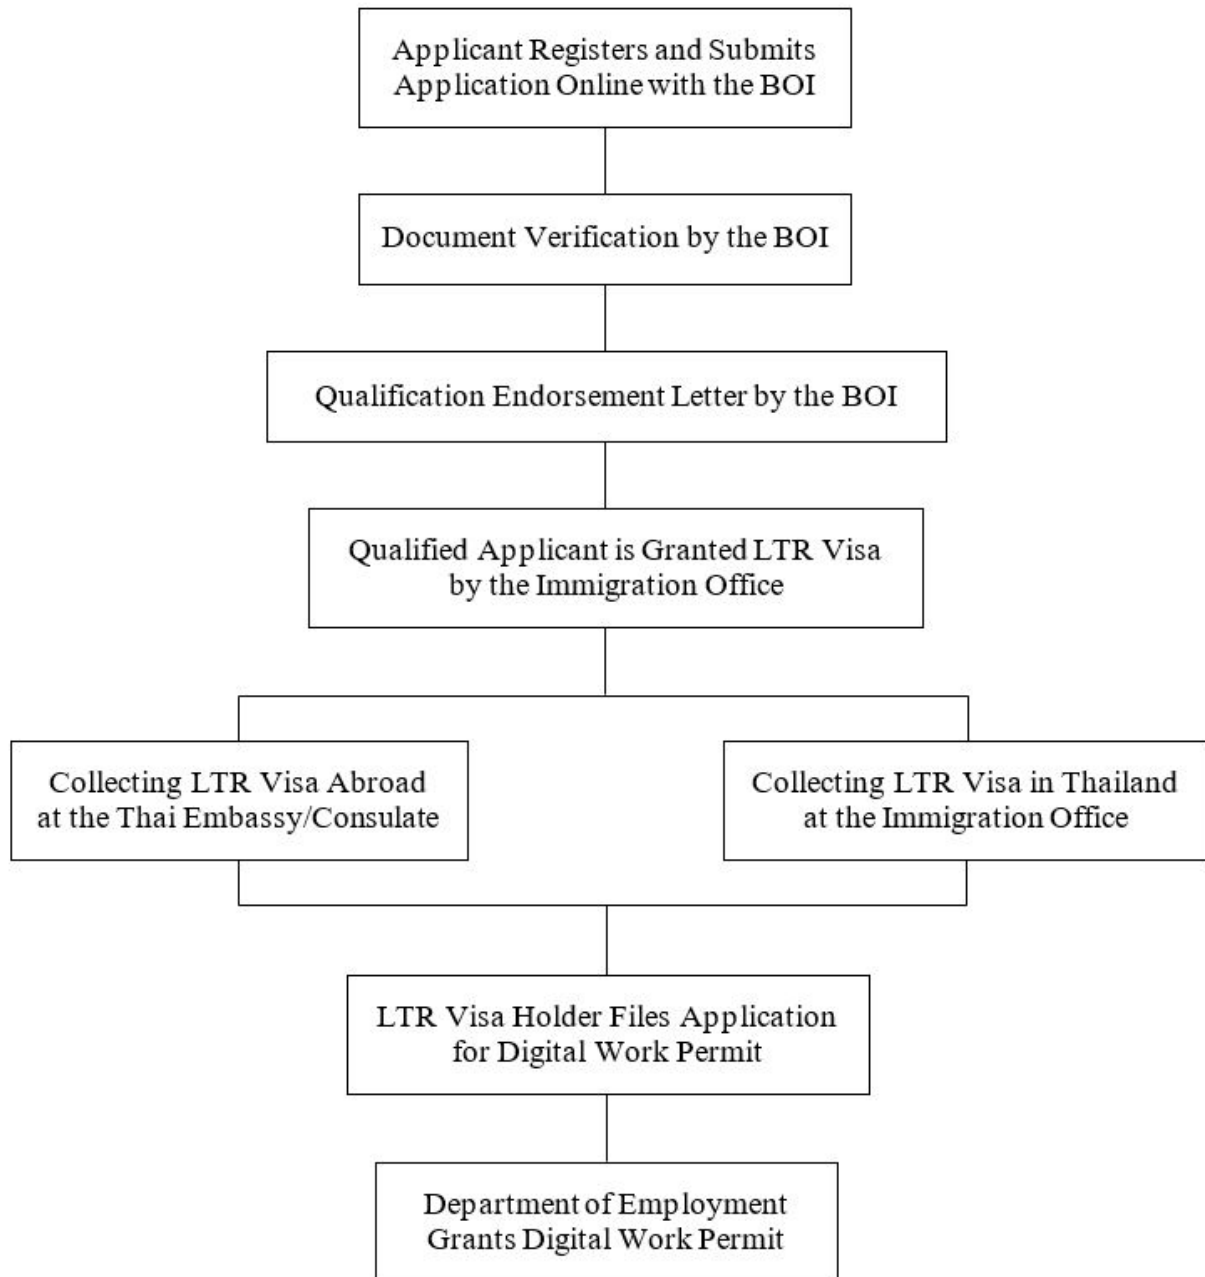 Applicant Registers and Submits
Application Online with the BOI
Document Verification by the BOI
Qualification Endorsement Letter by the BOI
Qualified Applicant is Granted LTR Visa
by the Immigration Office
Collecting LTR Visa Abroad
at the Thai Embassy/Consulate
Collecting LTR Visa in Thailand
at the Immigration Office
LTR Visa Holder Files Application
for Digital Work Permit
Department of Employment
Grants Digital Work Permit